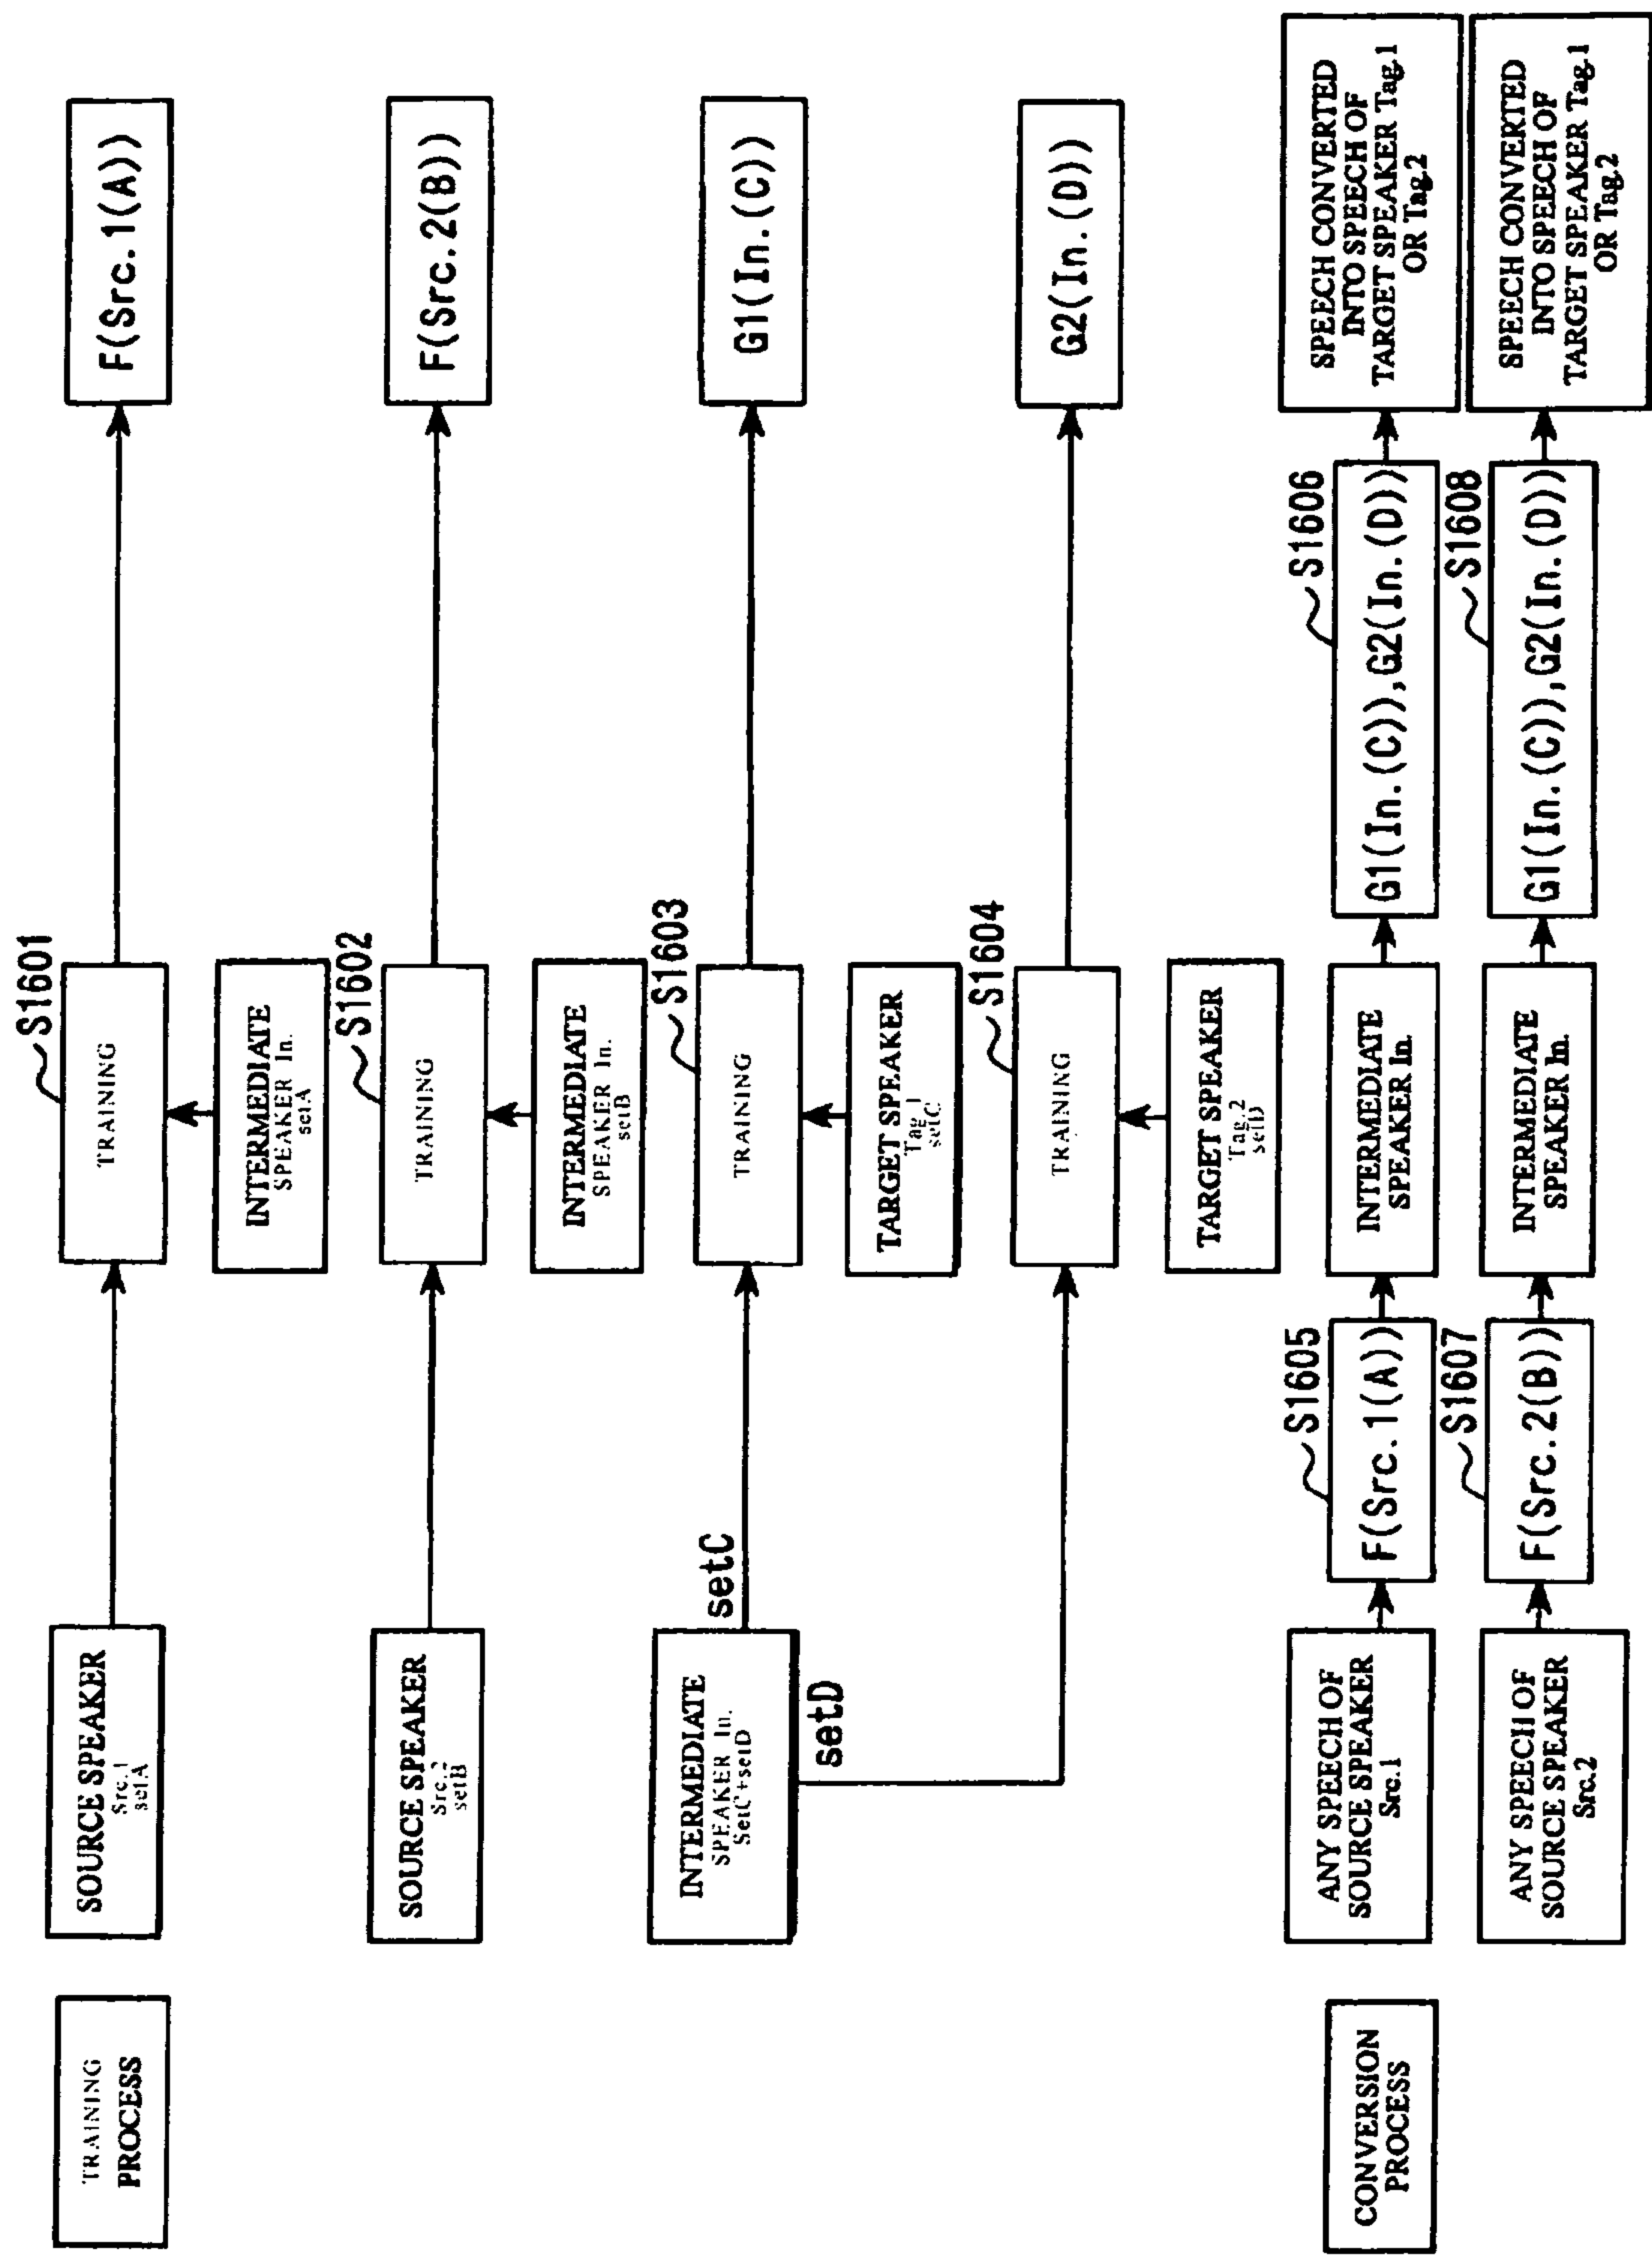 TRAINING
PROCESS
SOURCE SPEAKER
Src.1
setA
S1601
TRAINING
INTERMEDIATE
SPEAKER In.
setA
F(Src.1(A))
SOURCE SPEAKER
Src.2
setB
S1602
TRAINING
INTERMEDIATE
SPEAKER In.
setB
F(Src.2(B))
INTERMEDIATE
SPEAKER In.
SetC+setD
setC
setD
S1603
TRAINING
TARGET SPEAKER
Tag.1
setC
G1(In.(C))
S1604
TRAINING
TARGET SPEAKER
Tag.2
setD
G2(In.(D))
CONVERSION
PROCESS
ANY SPEECH OF
SOURCE SPEAKER
Src.1
S1605
F(Src.1(A))
INTERMEDIATE
SPEAKER In.
S1606
G1(In.(C)),G2(In.(D))
SPEECH CONVERTED
INTO SPEECH OF
TARGET SPEAKER Tag.1
OR Tag.2
ANY SPEECH OF
SOURCE SPEAKER
Src.2
S1607
F(Src.2(B))
INTERMEDIATE
SPEAKER In.
S1608
G1(In.(C)),G2(In.(D))
SPEECH CONVERTED
INTO SPEECH OF
TARGET SPEAKER Tag.1
OR Tag.2